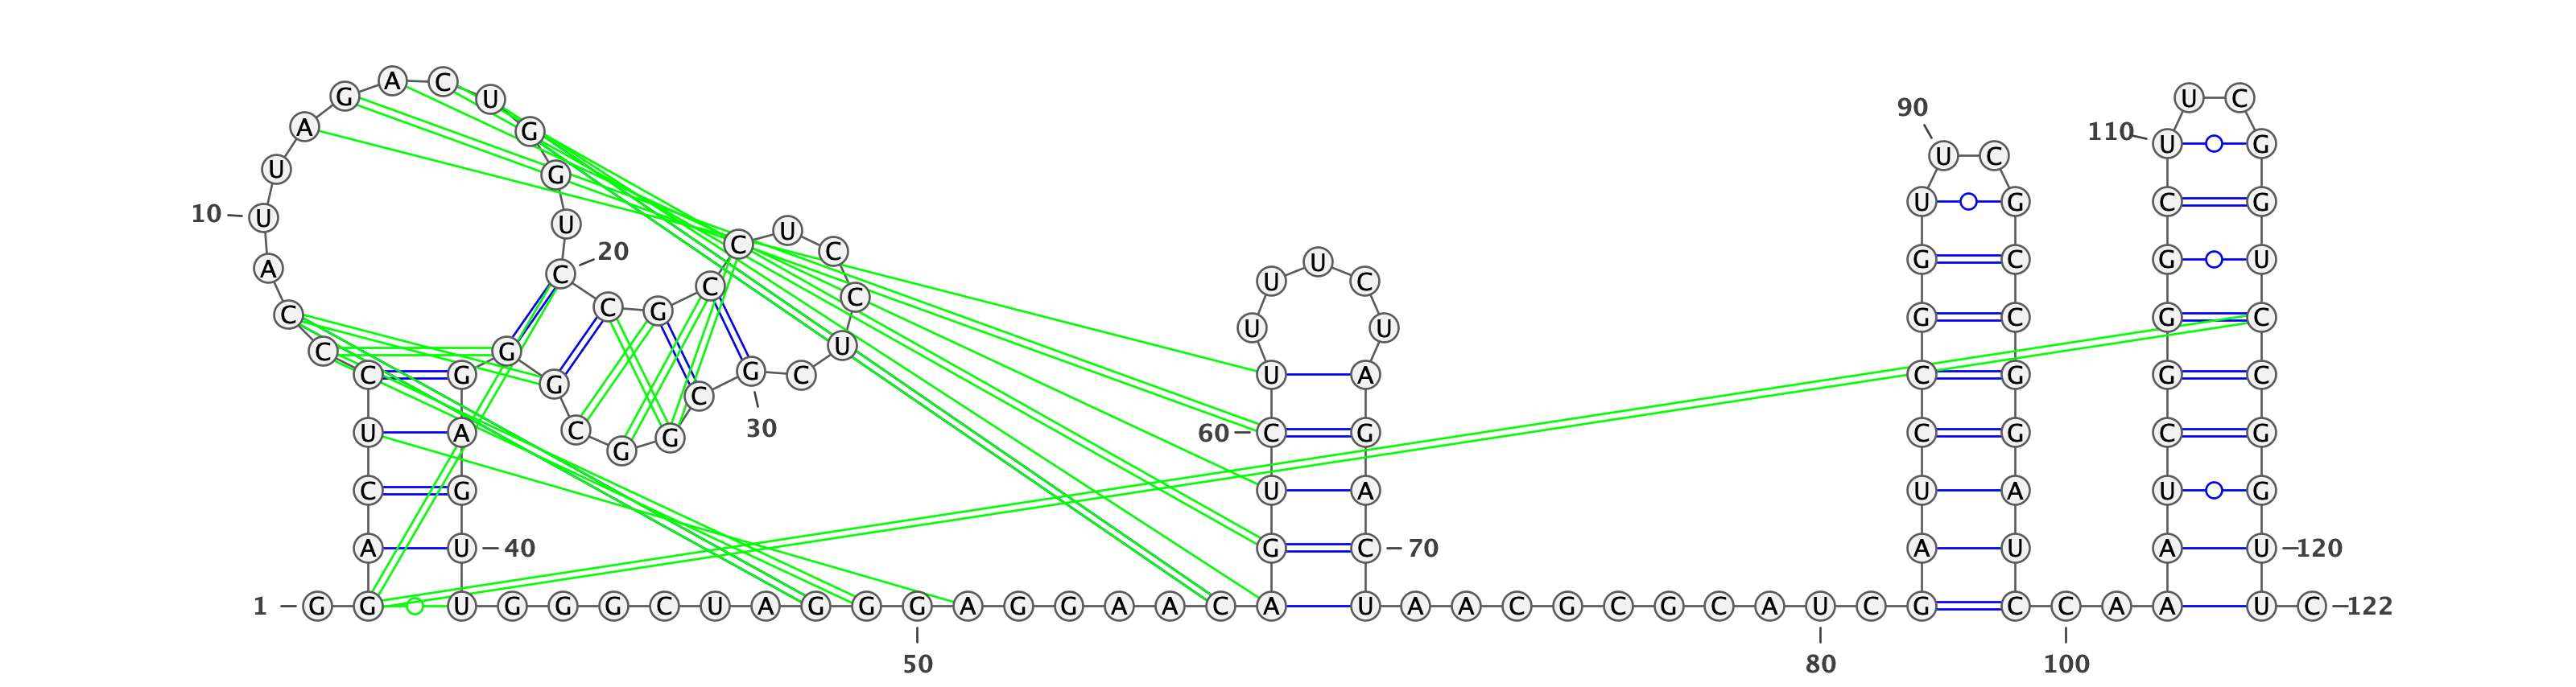 1
G G A C U C C C A U
10
U A G A C U G G U C
20
C G C C U C C U C G
30
C G G C G G G A G U
40
U G G G C U A G G G
50
A G G A A C A G U C
60
U U U U C U A G A C
70
U A A C G C G C A U
80
C G A U C C G G U U
90
C G C C G G A U C C
100
A A A U C G G G C U
110
U C G G U C C G G U
120
U C
122